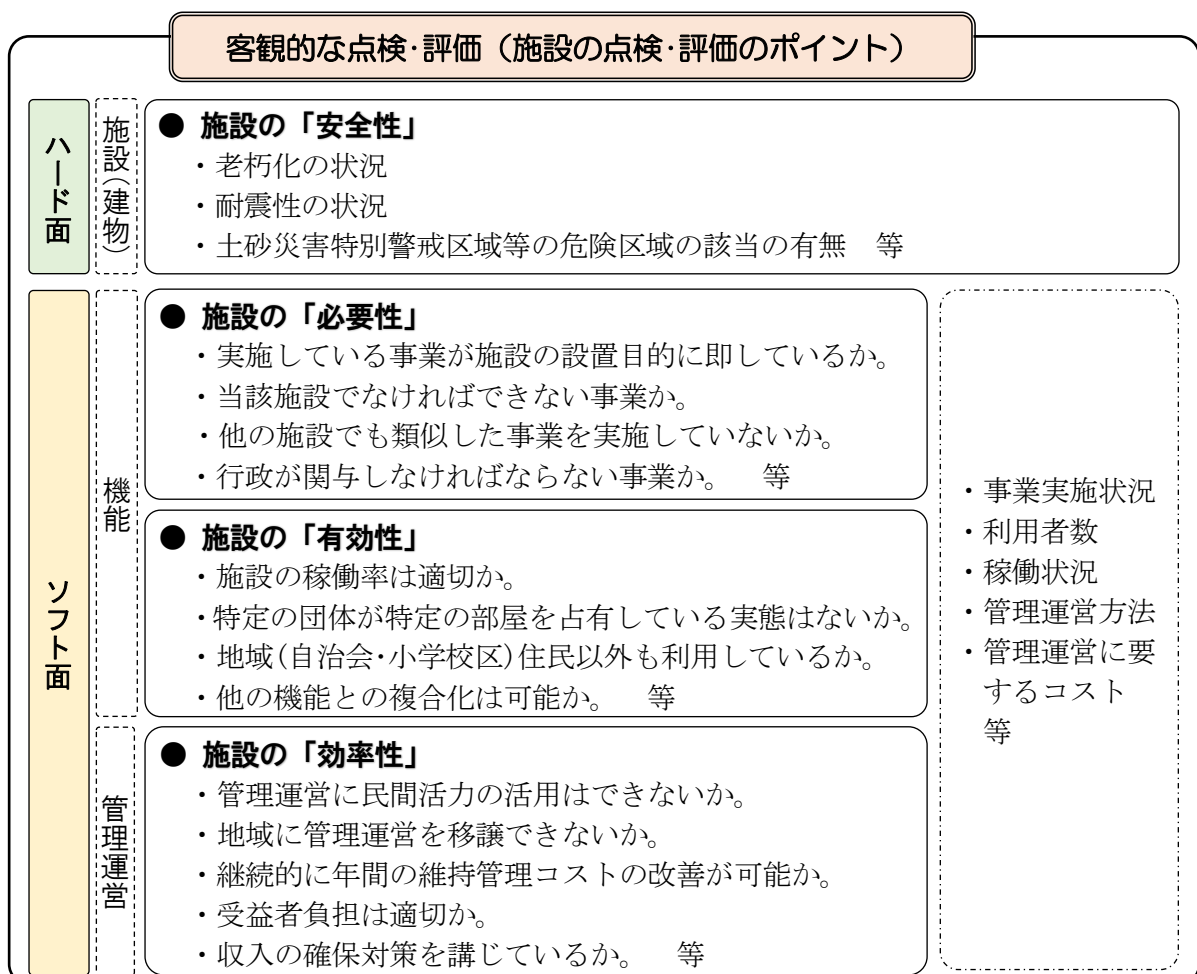 客観的な点検・評価（施設の点検・評価のポイント）
ハード面
施設(建物)
● 施設の「安全性」
・老朽化の状況
・耐震性の状況
・土砂災害特別警戒区域等の危険区域の該当の有無　等
ソフト面
機能
● 施設の「必要性」
・実施している事業が施設の設置目的に即しているか。
・当該施設でなければできない事業か。
・他の施設でも類似した事業を実施していないか。
・行政が関与しなければならない事業か。　等
● 施設の「有効性」
・施設の稼働率は適切か。
・特定の団体が特定の部屋を占有している実態はないか。
・地域(自治会・小学校区)住民以外も利用しているか。
・他の機能との複合化は可能か。　等
管理運営
● 施設の「効率性」
・管理運営に民間活力の活用はできないか。
・地域に管理運営を移譲できないか。
・継続的に年間の維持管理コストの改善が可能か。
・受益者負担は適切か。
・収入の確保対策を講じているか。　等
・事業実施状況
・利用者数
・稼働状況
・管理運営方法
・管理運営に要
するコスト
等